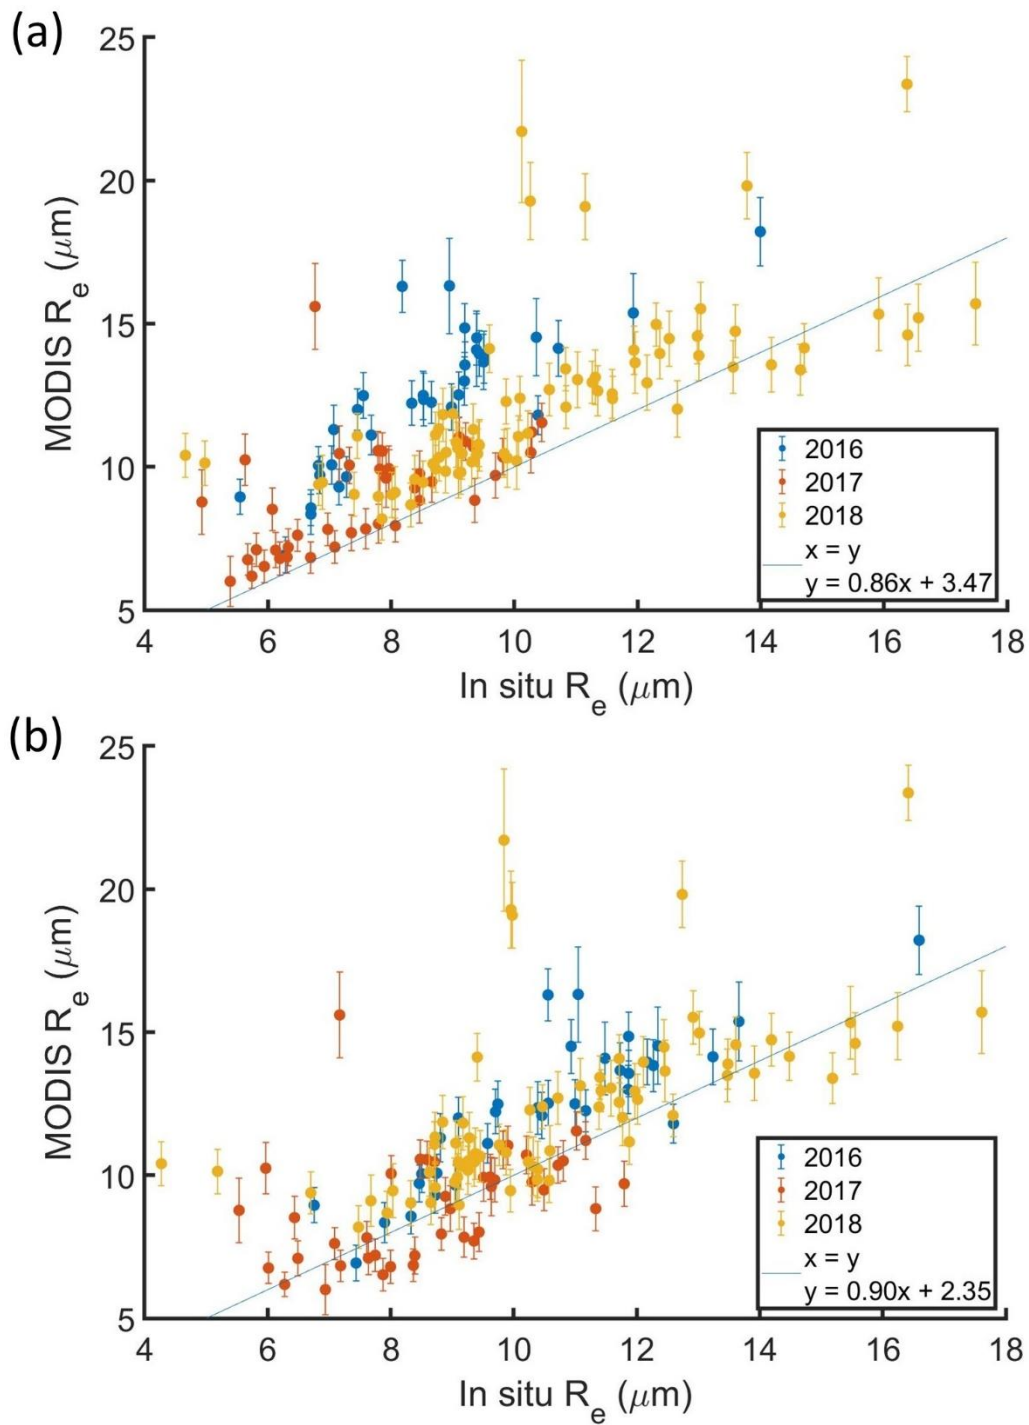 (a)
25
20
15
10
5
MODIS Re (μm)
2016
2017
2018
x = y
y = 0.86x + 3.47
4 6 8 10 12 14 16 18
In situ Re (μm)
(b)
25
20
15
10
5
MODIS Re (μm)
2016
2017
2018
x = y
y = 0.90x + 2.35
4 6 8 10 12 14 16 18
In situ Re (μm)